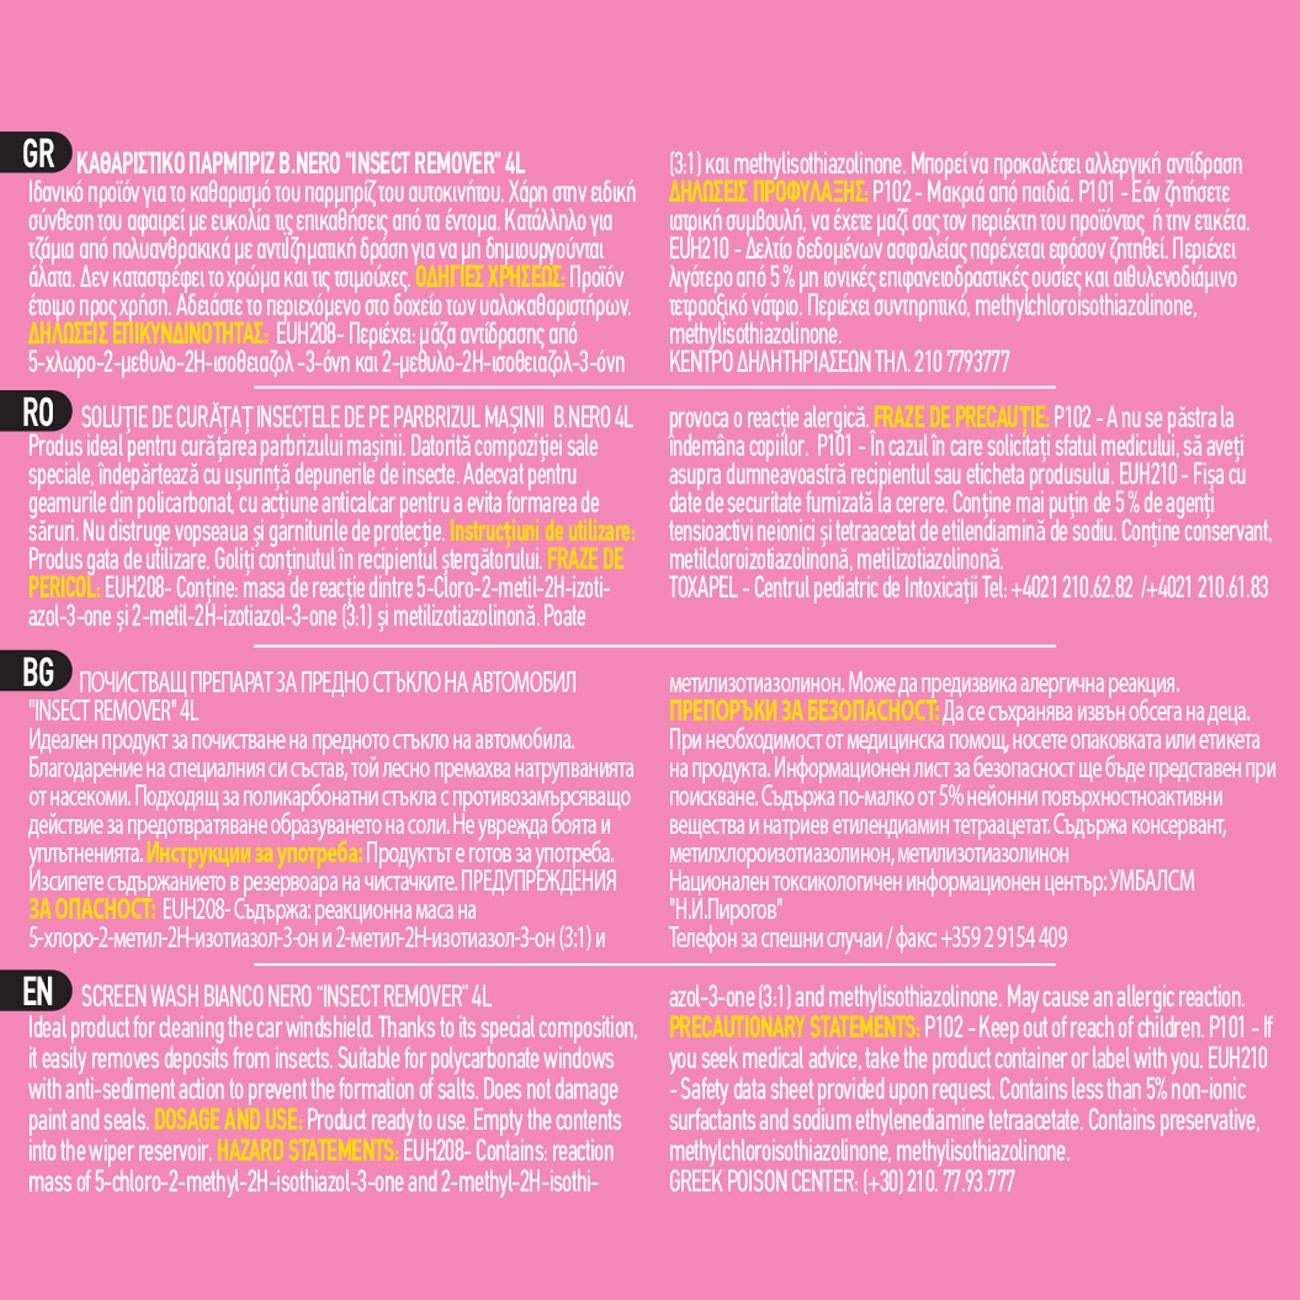 GR ΚΑΘΑΡΙΣΤΙΚΟ ΠΑΡΜΠΡΙΖ B.NERO "INSECT REMOVER" 4L
Ιδανικό προϊόν για το καθαρισμό του παρμπρίζ του αυτοκινήτου. Χάρη στην ειδική
σύνθεση του αφαιρεί με ευκολία τις επικαθήσεις από τα έντομα. Κατάλληλο για
τζάμια από πολυανθρακικά με αντιιζηματική δράση για να μη δημιουργούνται
άλατα. Δεν καταστρέφει το χρώμα και τις τσιμούχες. ΟΔΗΓΙΕΣ ΧΡΗΣΕΩΣ: Προϊόν
έτοιμο προς χρήση. Αδειάστε το περιεχόμενο στο δοχείο των υαλοκαθαριστήρων.
ΔΗΛΩΣΕΙΣ ΕΠΙΚΥΝΔΙΝΟΤΗΤΑΣ: EUH208- Περιέχει: μάζα αντίδρασης από
5-χλωρο-2-μεθυλο-2H-ισοθειαζολ -3-όνη και 2-μεθυλο-2H-ισοθειαζολ-3-όνη
(3:1) και methylisothiazolinone. Μπορεί να προκαλέσει αλλεργική αντίδραση
ΔΗΛΩΣΕΙΣ ΠΡΟΦΥΛΑΞΗΣ: P102 - Μακριά από παιδιά. P101 - Εάν ζητήσετε
ιατρική συμβουλή, να έχετε μαζί σας τον περιέκτη του προϊόντος ή την ετικέτα.
EUH210 - Δελτίο δεδομένων ασφαλείας παρέχεται εφόσον ζητηθεί. Περιέχει
λιγότερο από 5 % μη ιονικές επιφανειοδραστικές ουσίες και αιθυλενοδιάμινο
τετραοξικό νάτριο. Περιέχει συντηρητικό, methylchloroisothiazolinone,
methylisothiazolinone.
ΚΕΝΤΡΟ ΔΗΛΗΤΗΡΙΑΣΕΩΝ ΤΗΛ. 210 7793777
RO SOLUȚIE DE CURĂȚAȚ INSECTELE DE PE PARBRIZUL MAȘINII B.NERO 4L
Produs ideal pentru curățarea parbrizului mașinii. Datorită compoziției sale
speciale, îndepărtează cu ușurință depunerile de insecte. Adecvat pentru
geamurile din policarbonat, cu acțiune anticalcar pentru a evita formarea de
săruri. Nu distruge vopseaua și garniturile de protecție. Instrucțiuni de utilizare:
Produs gata de utilizare. Goliți conținutul în recipientul ștergătorului. FRAZE DE
PERICOL: EUH208- Conține: masa de reacție dintre 5-Cloro-2-metil-2H-izoti-
azol-3-one și 2-metil-2H-izotiazol-3-one (3:1) și metilizotiazolinonă. Poate
provoca o reacție alergică. FRAZE DE PRECAUȚIE: P102 - A nu se păstra la
îndemâna copiilor. P101 - În cazul în care solicitați sfatul medicului, să aveți
asupra dumneavoastră recipientul sau eticheta produsului. EUH210 - Fișa cu
date de securitate furnizată la cerere. Conține mai puțin de 5 % de agenți
tensioactivi neionici și tetraacetat de etilendiamină de sodiu. Conține conservant,
metilcloroizotiazolinonă, metilizotiazolinonă.
TOXAPEL - Centrul pediatric de Intoxicații Tel: +4021 210.62.82 /+4021 210.61.83
BG ПОЧИСТВАЩ ПРЕПАРАТ ЗА ПРЕДНО СТЪКЛО НА АВТОМОБИЛ
"INSECT REMOVER" 4L
Идеален продукт за почистване на предното стъкло на автомобила.
Благодарение на специалния си състав, той лесно премахва натрупванията
от насекоми. Подходящ за поликарбонатни стъкла с противозамърсяващо
действие за предотвратяване образуването на соли. Не уврежда боята и
уплътненията. Инструкции за употреба: Продуктът е готов за употреба.
Изсипете съдържанието в резервоара на чистачките. ПРЕДУПРЕЖДЕНИЯ
ЗА ОПАСНОСТ: EUH208- Съдържа: реакционна маса на
5-хлоро-2-метил-2H-изотиазол-3-он и 2-метил-2H-изотиазол-3-он (3:1) и
метилизотиазолинон. Може да предизвика алергична реакция.
ПРЕПОРЪКИ ЗА БЕЗОПАСНОСТ: Да се съхранява извън обсега на деца.
При необходимост от медицинска помощ, носете опаковката или етикета
на продукта. Информационен лист за безопасност ще бъде представен при
поискване. Съдържа по-малко от 5% нейонни повърхностноактивни
вещества и натриев етилендиамин тетраацетат. Съдържа консервант,
метилхлороизотиазолинон, метилизотиазолинон
Национален токсикологичен информационен център: УМБАЛСМ
"Н.И.Пирогов"
Телефон за спешни случаи / факс: +359 2 9154 409
EN SCREEN WASH BIANCO NERO “INSECT REMOVER” 4L
Ideal product for cleaning the car windshield. Thanks to its special composition,
it easily removes deposits from insects. Suitable for polycarbonate windows
with anti-sediment action to prevent the formation of salts. Does not damage
paint and seals. DOSAGE AND USE: Product ready to use. Empty the contents
into the wiper reservoir. HAZARD STATEMENTS: EUH208- Contains: reaction
mass of 5-chloro-2-methyl-2H-isothiazol-3-one and 2-methyl-2H-isothi-
azol-3-one (3:1) and methylisothiazolinone. May cause an allergic reaction.
PRECAUTIONARY STATEMENTS: P102 - Keep out of reach of children. P101 - If
you seek medical advice, take the product container or label with you. EUH210
- Safety data sheet provided upon request. Contains less than 5% non-ionic
surfactants and sodium ethylenediamine tetraacetate. Contains preservative,
methylchloroisothiazolinone, methylisothiazolinone.
GREEK POISON CENTER: (+30) 210. 77.93.777